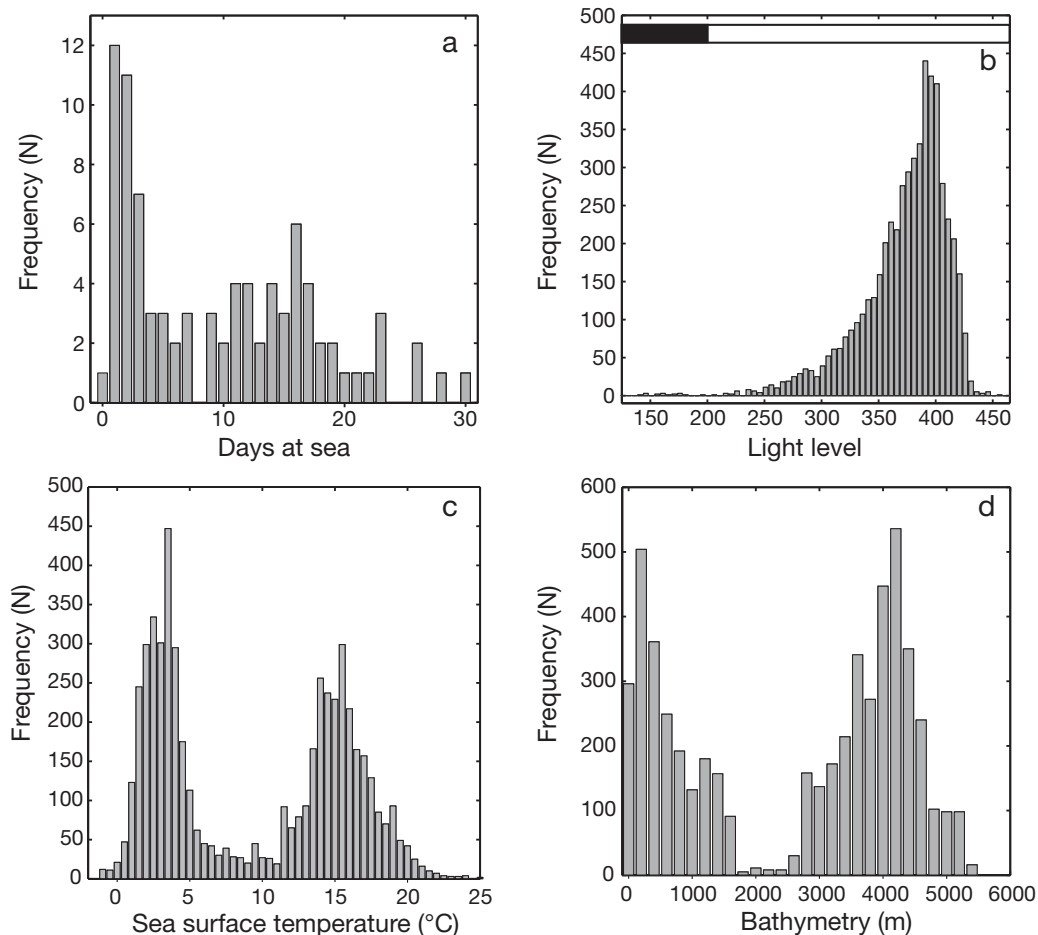 a
12
10
8
6
4
2
0
0 10 20 30
Frequency (N)
Days at sea
b
500
450
400
350
300
250
200
150
100
50
0
150 200 250 300 350 400 450
Frequency (N)
Light level
c
500
450
400
350
300
250
200
150
100
50
0
0 5 10 15 20 25
Frequency (N)
Sea surface temperature (°C)
d
600
500
400
300
200
100
0
0 1000 2000 3000 4000 5000 6000
Frequency (N)
Bathymetry (m)